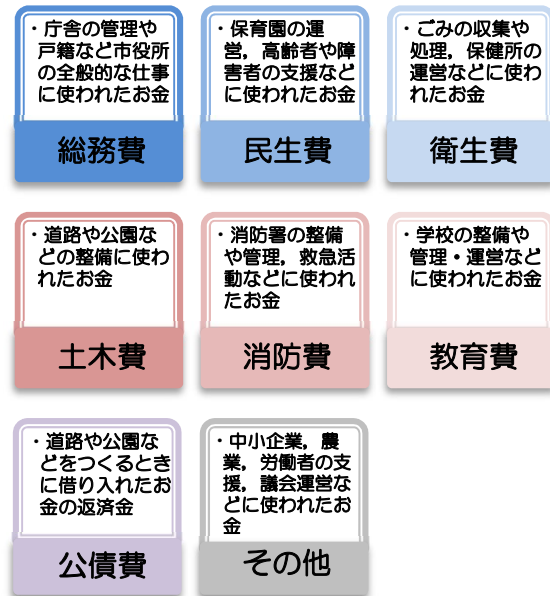 ・庁舎の管理や
戸籍など市役所
の全般的な仕事
に使われたお金
総務費
・保育園の運
営，高齢者や障
害者の支援など
に使われたお金
民生費
・ごみの収集や
処理，保健所の
運営などに使わ
れたお金
衛生費
・道路や公園な
どの整備に使わ
れたお金
土木費
・消防署の整備
や管理，救急活
動などに使われ
たお金
消防費
・学校の整備や
管理・運営など
に使われたお金
教育費
・道路や公園な
どをつくるとき
に借り入れたお
金の返済金
公債費
・中小企業，農
業，労働者の支
援，議会運営な
どに使われたお
金
その他